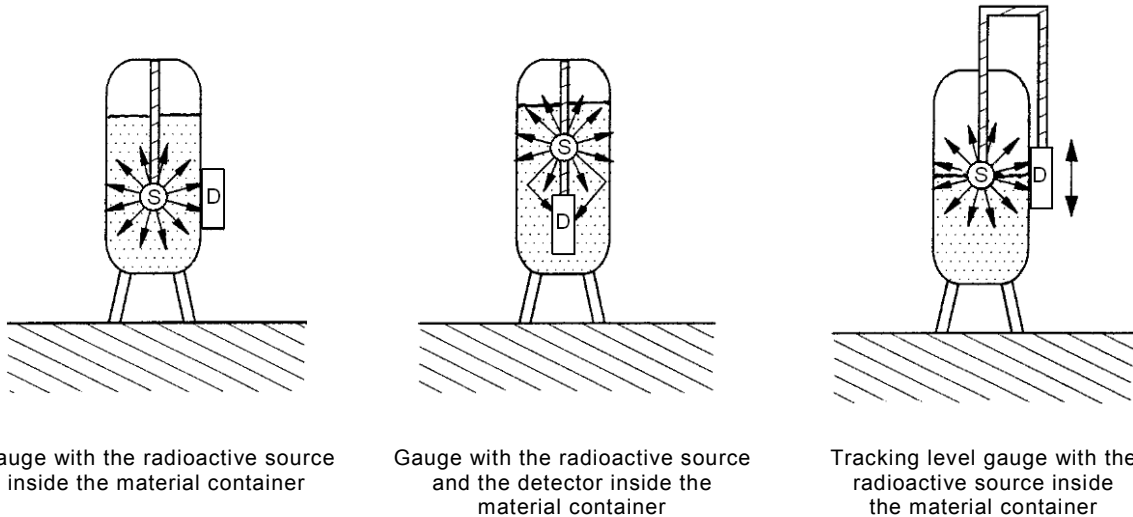 S
D
S
D
S
D
with the radioactive source
inside the material container
Gauge with the radioactive source
and the detector inside the
material container
Tracking level gauge with the
radioactive source inside
the material container